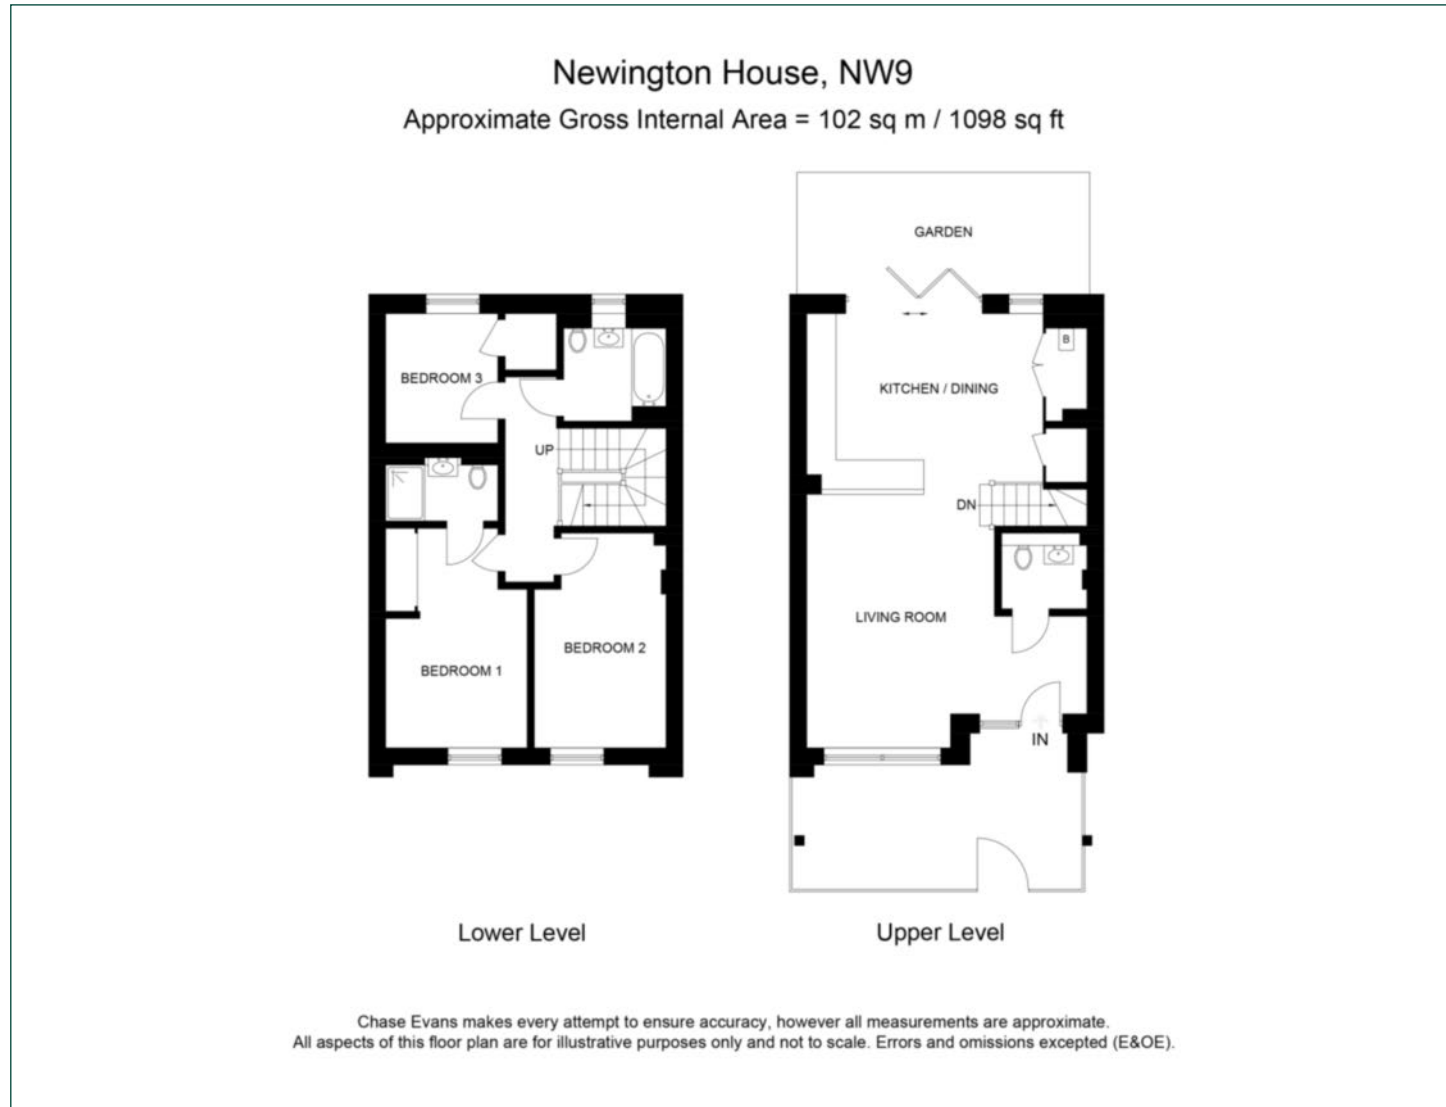 Newington House, NW9
Approximate Gross Internal Area = 102 sq m / 1098 sq ft
GARDEN
BEDROOM 3
B
KITCHEN / DINING
UP
DN
LIVING ROOM
BEDROOM 2
BEDROOM 1
IN
Lower Level
Upper Level
Chase Evans makes every attempt to ensure accuracy, however all measurements are approximate.
All aspects of this floor plan are for illustrative purposes only and not to scale. Errors and omissions excepted (E&OE).